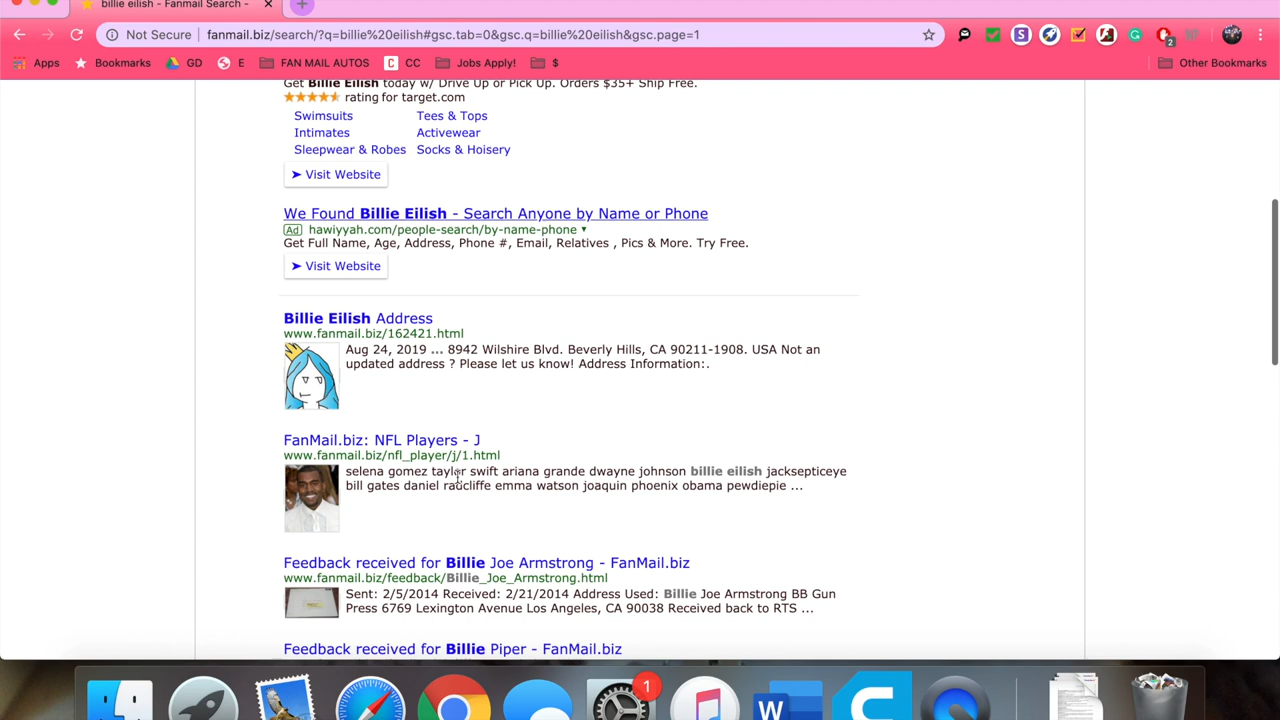 billie eilish - Fanmail Search - ×
Not Secure fanmail.biz/search/?q=billie%20eilish#gsc.tab=0&gsc.q=billie%20eilish&gsc.page=1
2
Apps Bookmarks GD E FAN MAIL AUTOS CC Jobs Apply! $ Other Bookmarks
Get Billie Eilish today w/ Drive Up or Pick Up. Orders $35+ Ship Free.
rating for target.com
Swimsuits Tees & Tops
Intimates Activewear
Sleepwear & Robes Socks & Hoisery
➤ Visit Website
We Found Billie Eilish - Search Anyone by Name or Phone
Ad hawiyyah.com/people-search/by-name-phone ▾
Get Full Name, Age, Address, Phone #, Email, Relatives , Pics & More. Try Free.
➤ Visit Website
Billie Eilish Address
www.fanmail.biz/162421.html
Aug 24, 2019 ... 8942 Wilshire Blvd. Beverly Hills, CA 90211-1908. USA Not an
updated address ? Please let us know! Address Information:.
FanMail.biz: NFL Players - J
www.fanmail.biz/nfl_player/j/1.html
selena gomez taylor swift ariana grande dwayne johnson billie eilish jacksepticeye
bill gates daniel radcliffe emma watson joaquin phoenix obama pewdiepie ...
Feedback received for Billie Joe Armstrong - FanMail.biz
www.fanmail.biz/feedback/Billie_Joe_Armstrong.html
Sent: 2/5/2014 Received: 2/21/2014 Address Used: Billie Joe Armstrong BB Gun
Press 6769 Lexington Avenue Los Angeles, CA 90038 Received back to RTS ...
Feedback received for Billie Piper - FanMail.biz
1
W